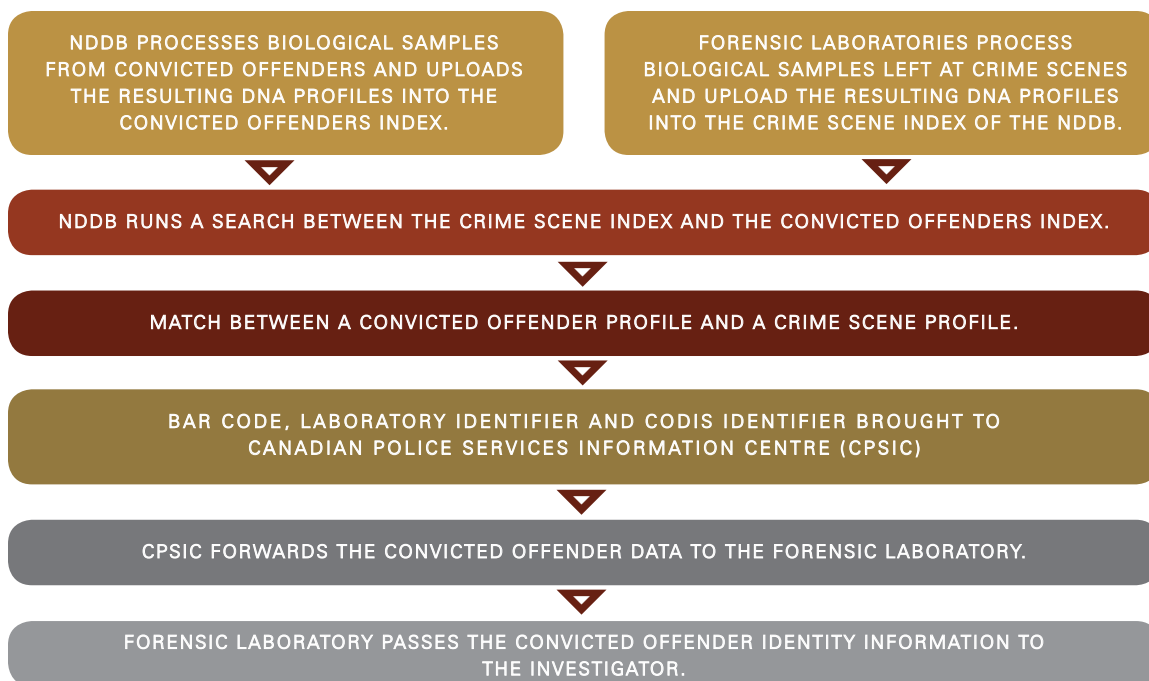 NDDB PROCESSES BIOLOGICAL SAMPLES
FROM CONVICTED OFFENDERS AND UPLOADS
THE RESULTING DNA PROFILES INTO THE
CONVICTED OFFENDERS INDEX.
FORENSIC LABORATORIES PROCESS
BIOLOGICAL SAMPLES LEFT AT CRIME SCENES
AND UPLOAD THE RESULTING DNA PROFILES
INTO THE CRIME SCENE INDEX OF THE NDDB.
NDDB RUNS A SEARCH BETWEEN THE CRIME SCENE INDEX AND THE CONVICTED OFFENDERS INDEX.
MATCH BETWEEN A CONVICTED OFFENDER PROFILE AND A CRIME SCENE PROFILE.
BAR CODE, LABORATORY IDENTIFIER AND CODIS IDENTIFIER BROUGHT TO
CANADIAN POLICE SERVICES INFORMATION CENTRE (CPSIC)
CPSIC FORWARDS THE CONVICTED OFFENDER DATA TO THE FORENSIC LABORATORY.
FORENSIC LABORATORY PASSES THE CONVICTED OFFENDER IDENTITY INFORMATION TO
THE INVESTIGATOR.